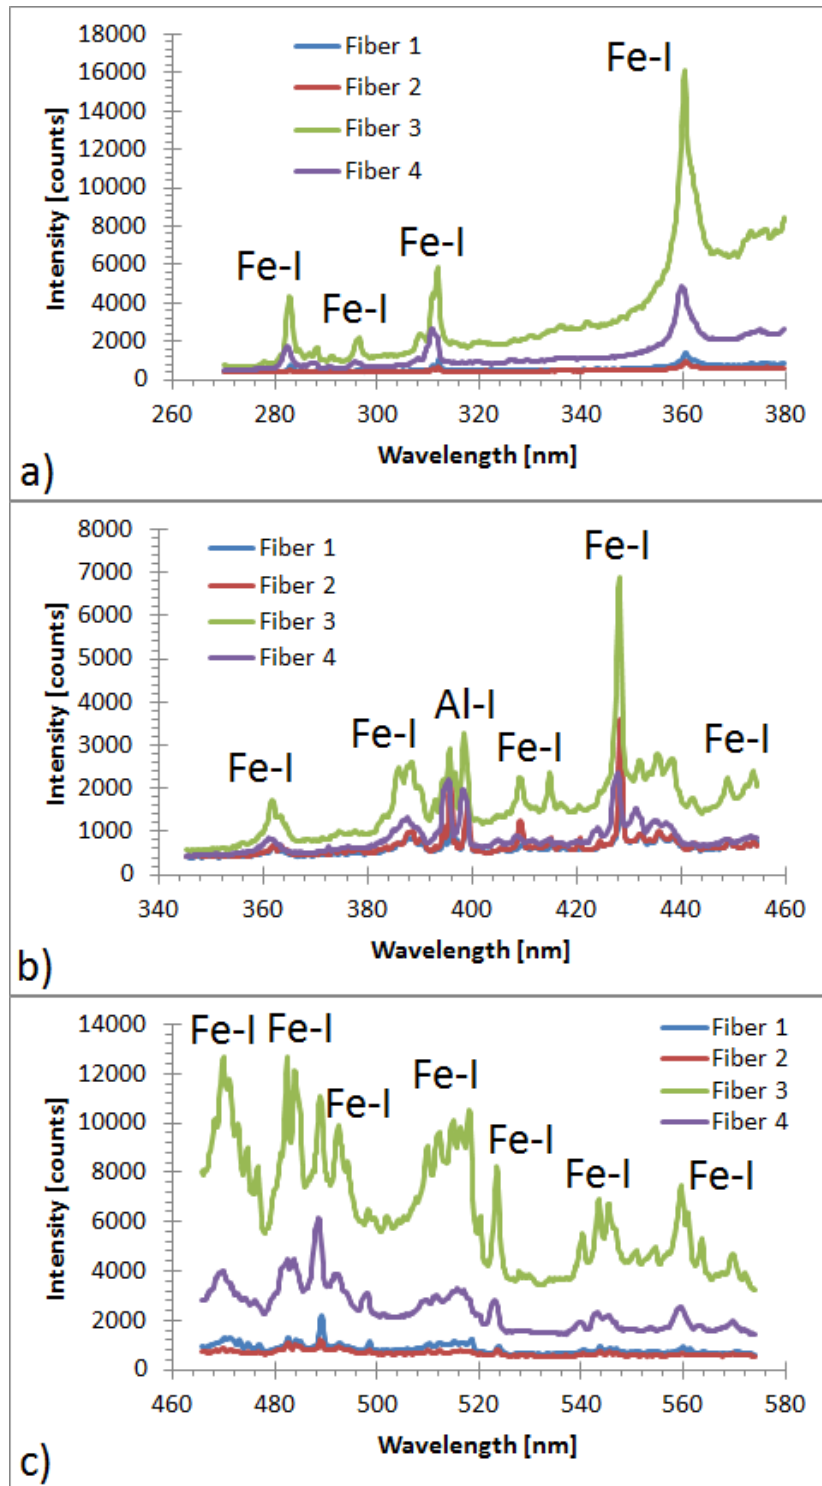 18000
16000
14000
12000
10000
8000
6000
4000
2000
0
Intensity [counts]
Fiber 1
Fiber 2
Fiber 3
Fiber 4
Fe-I
Fe-I
Fe-I
Fe-I
260 280 300 320 340 360 380
Wavelength [nm]
a)
8000
7000
6000
5000
4000
3000
2000
1000
0
Intensity [counts]
Fiber 1
Fiber 2
Fiber 3
Fiber 4
Fe-I
Fe-I
Al-I
Fe-I
Fe-I
Fe-I
340 360 380 400 420 440 460
Wavelength [nm]
b)
14000
12000
10000
8000
6000
4000
2000
0
Intensity [counts]
Fiber 1
Fiber 2
Fiber 3
Fiber 4
Fe-I Fe-I
Fe-I
Fe-I
Fe-I
Fe-I
Fe-I
460 480 500 520 540 560 580
Wavelength [nm]
c)